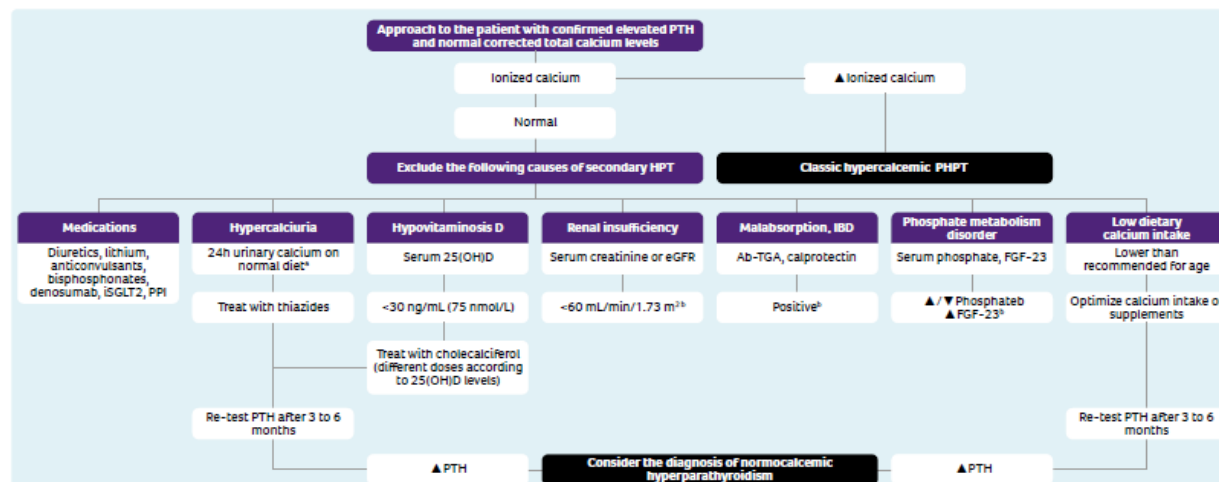 Approach to the patient with confirmed elevated PTH
and normal corrected total calcium levels
Ionized calcium
▲ Ionized calcium
Normal
Exclude the following causes of secondary HPT
Classic hypercalcemic PHPT
Medications
Diuretics, lithium,
anticonvulsants,
bisphosphonates,
denosumab, iSGLT2, PPI
Hypercalciuria
24h urinary calcium on
normal dietᵃ
Treat with thiazides
Hypovitaminosis D
Serum 25(OH)D
<30 ng/mL (75 nmol/L)
Treat with cholecalciferol
(different doses according
to 25(OH)D levels)
Renal insufficiency
Serum creatinine or eGFR
<60 mL/min/1.73 m²ᵇ
Malabsorption, IBD
Ab-TGA, calprotectin
Positiveᵇ
Phosphate metabolism
disorder
Serum phosphate, FGF-23
▲/▼ Phosphateb
▲ FGF-23ᵇ
Low dietary
calcium intake
Lower than
recommended for age
Optimize calcium intake o
supplements
Re-test PTH after 3 to 6
months
Re-test PTH after 3 to 6
months
▲ PTH
Consider the diagnosis of normocalcemic
hyperparathyroidism
▲ PTH